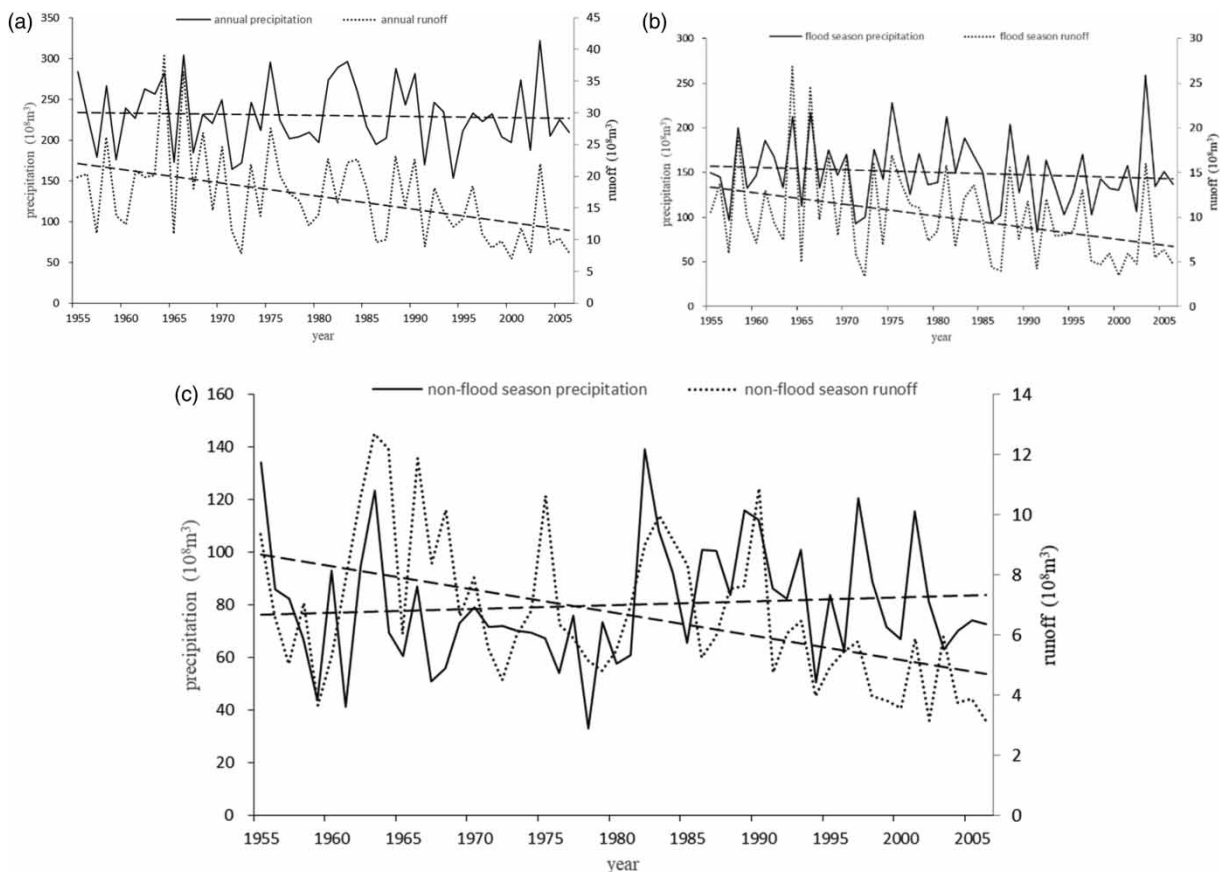 (a)
annual precipitation annual runoff
350
300
250
200
150
100
50
0
precipitation (10⁸m³)
45
40
35
30
25
20
15
10
5
0
runoff (10⁸m³)
1955 1960 1965 1970 1975 1980 1985 1990 1995 2000 2005
year
(b)
flood season precipitation flood season runoff
300
250
200
150
100
50
0
precipitation (10⁸m³)
30
25
20
15
10
5
0
runoff (10⁸m³)
1955 1960 1965 1970 1975 1980 1985 1990 1995 2000 2005
year
(c)
non-flood season precipitation non-flood season runoff
160
140
120
100
80
60
40
20
0
precipitation (10⁸m³)
14
12
10
8
6
4
2
0
runoff (10⁸m³)
1955 1960 1965 1970 1975 1980 1985 1990 1995 2000 2005
year